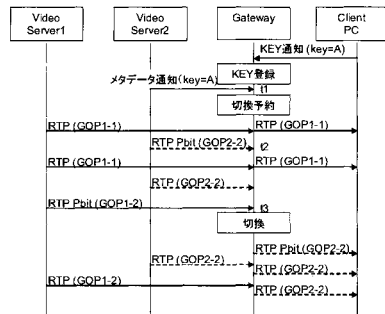 Video Server1
Video Server2
Gateway
Client PC
KEY通知 (key=A)
KEY登録
メタデータ通知(key=A)
t1
切換予約
RTP (GOP1-1)
RTP (GOP1-1)
RTP Pbit (GOP2-2)
t2
RTP (GOP1-1)
RTP (GOP1-1)
RTP (GOP2-2)
RTP Pbit (GOP1-2)
t3
切換
RTP Pbit (GOP2-2)
RTP (GOP2-2)
RTP (GOP2-2)
RTP (GOP1-2)
RTP (GOP2-2)